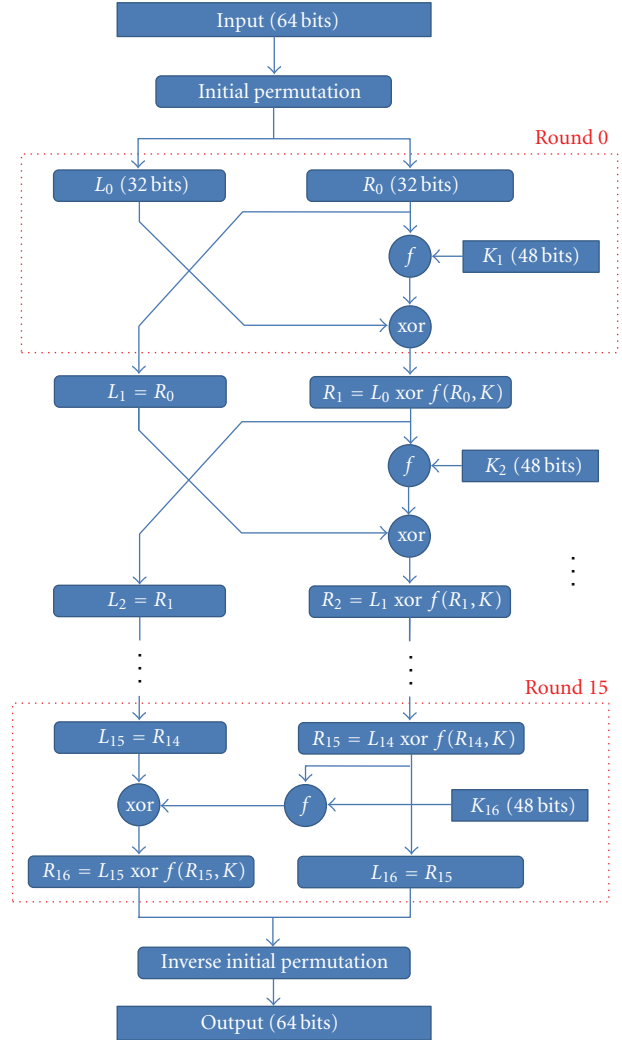 Input (64 bits)
Initial permutation
Round 0
L0 (32 bits)
R0 (32 bits)
f
K1 (48 bits)
xor
L1 = R0
R1 = L0 xor f(R0, K)
f
K2 (48 bits)
xor
L2 = R1
R2 = L1 xor f(R1, K)
Round 15
L15 = R14
R15 = L14 xor f(R14, K)
xor
f
K16 (48 bits)
R16 = L15 xor f(R15, K)
L16 = R15
Inverse initial permutation
Output (64 bits)